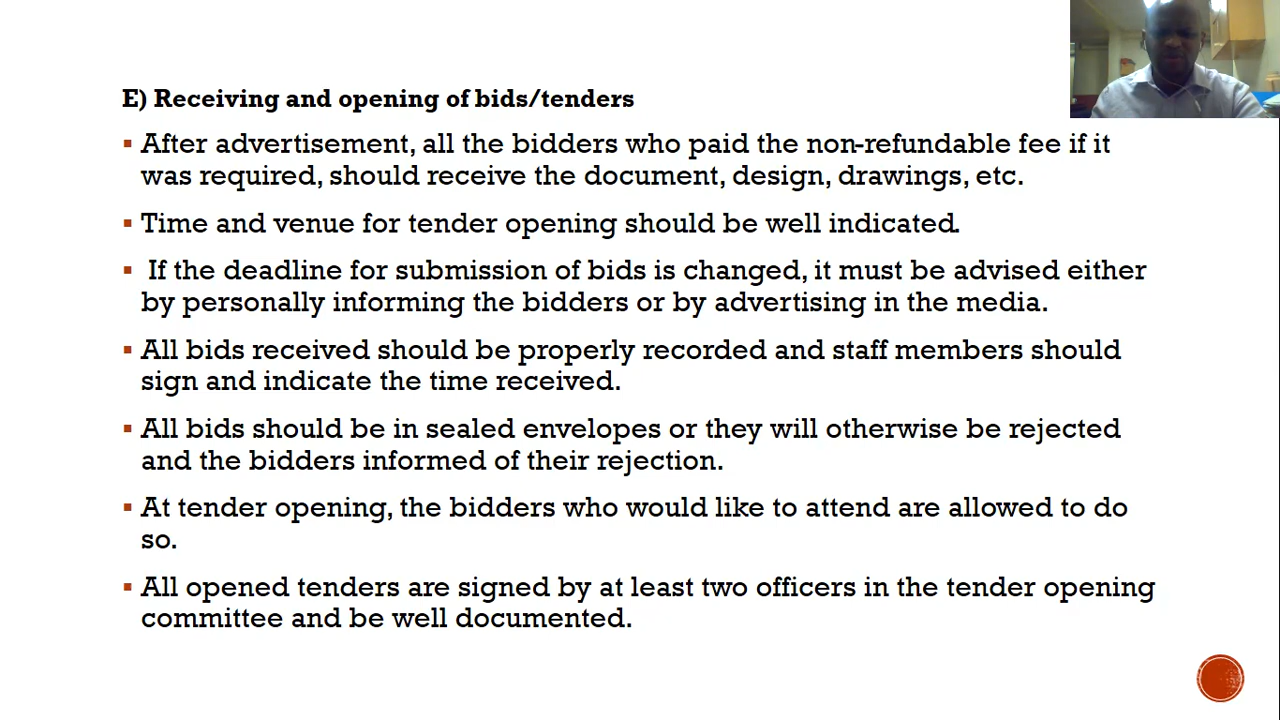 E) Receiving and opening of bids/tenders
▪ After advertisement, all the bidders who paid the non-refundable fee if it
was required, should receive the document, design, drawings, etc.
▪ Time and venue for tender opening should be well indicated.
▪ If the deadline for submission of bids is changed, it must be advised either
by personally informing the bidders or by advertising in the media.
▪ All bids received should be properly recorded and staff members should
sign and indicate the time received.
▪ All bids should be in sealed envelopes or they will otherwise be rejected
and the bidders informed of their rejection.
▪ At tender opening, the bidders who would like to attend are allowed to do
so.
▪ All opened tenders are signed by at least two officers in the tender opening
committee and be well documented.